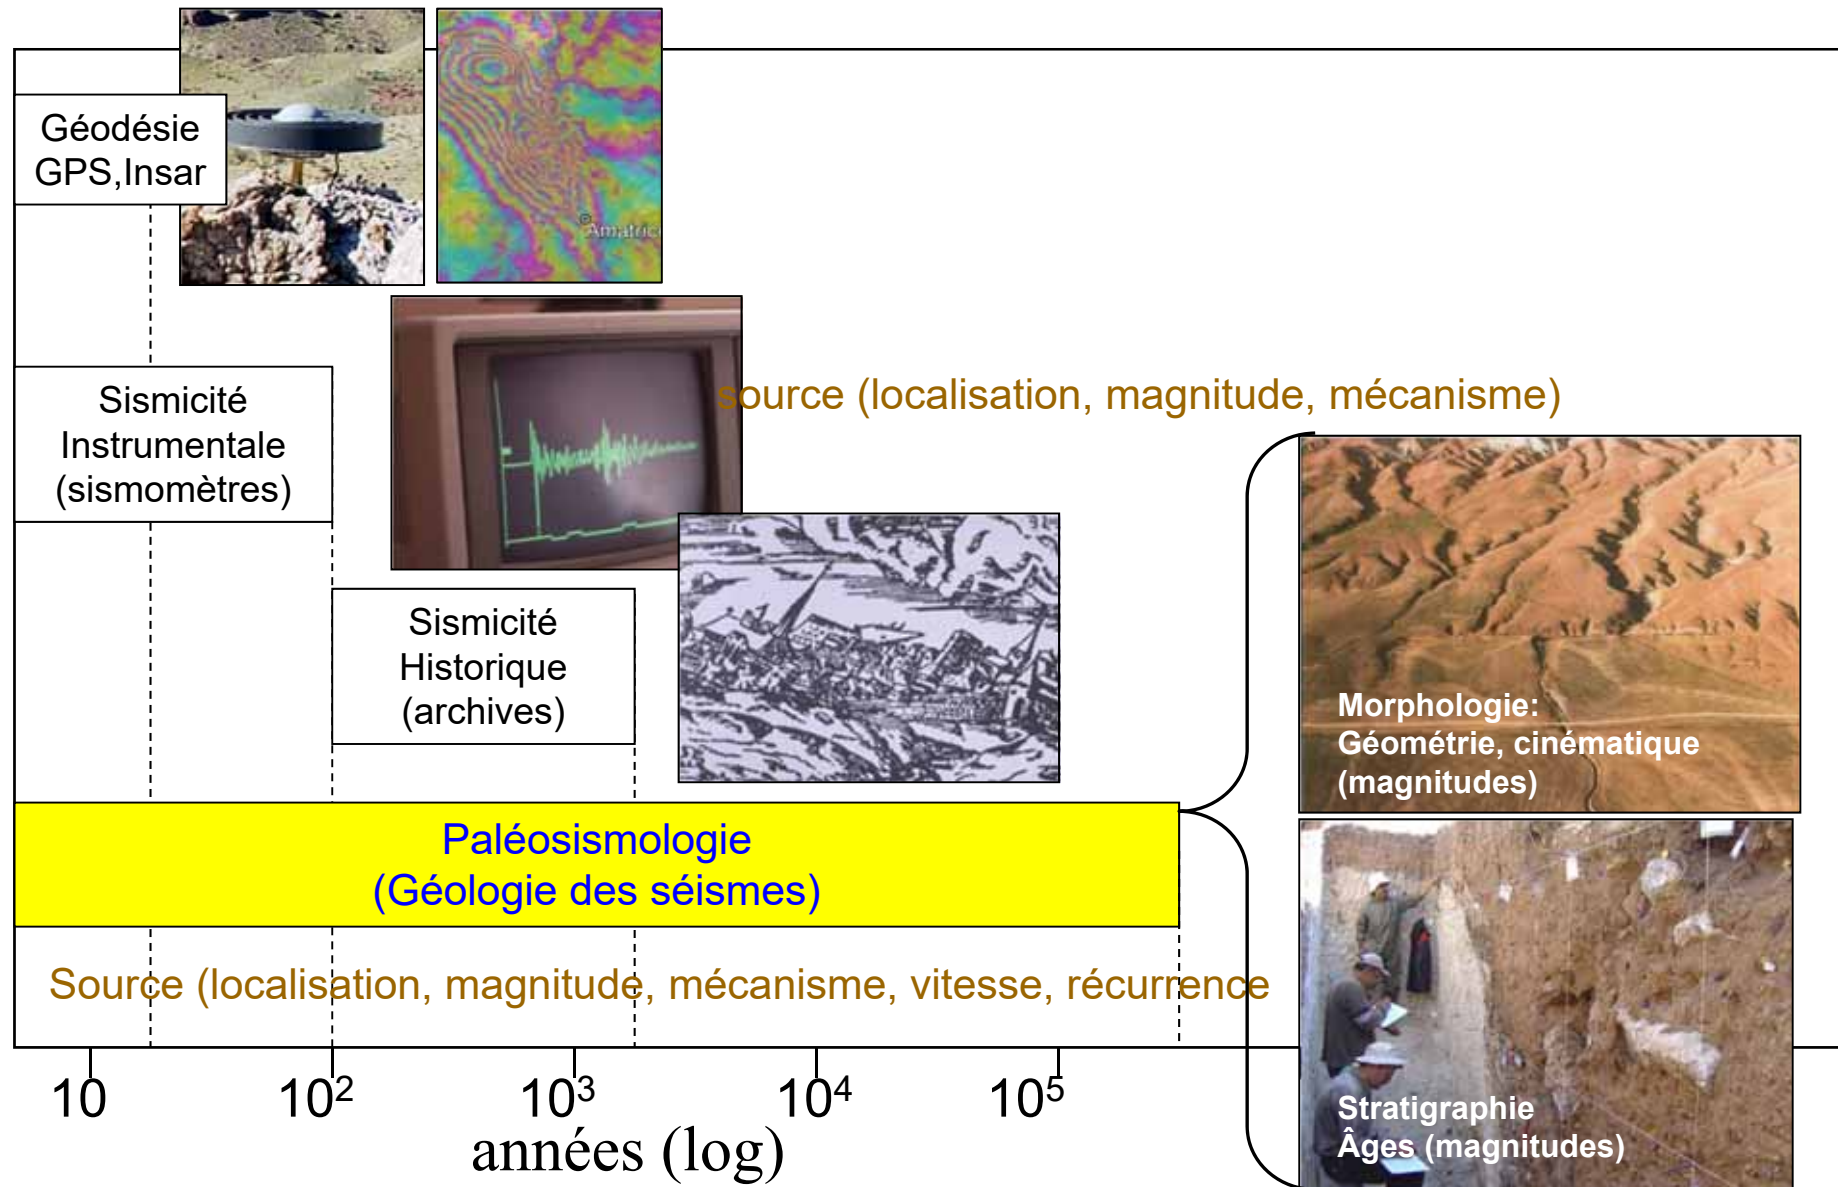 Géodésie
GPS,Insar
Sismicité
Instrumentale
(sismomètres)
source (localisation, magnitude, mécanisme)
Sismicité
Historique
(archives)
Morphologie:
Géométrie, cinématique
(magnitudes)
Paléosismologie
(Géologie des séismes)
Source (localisation, magnitude, mécanisme, vitesse, récurrence
Stratigraphie
Âges (magnitudes)
10 10² 10³ 10⁴ 10⁵
années (log)